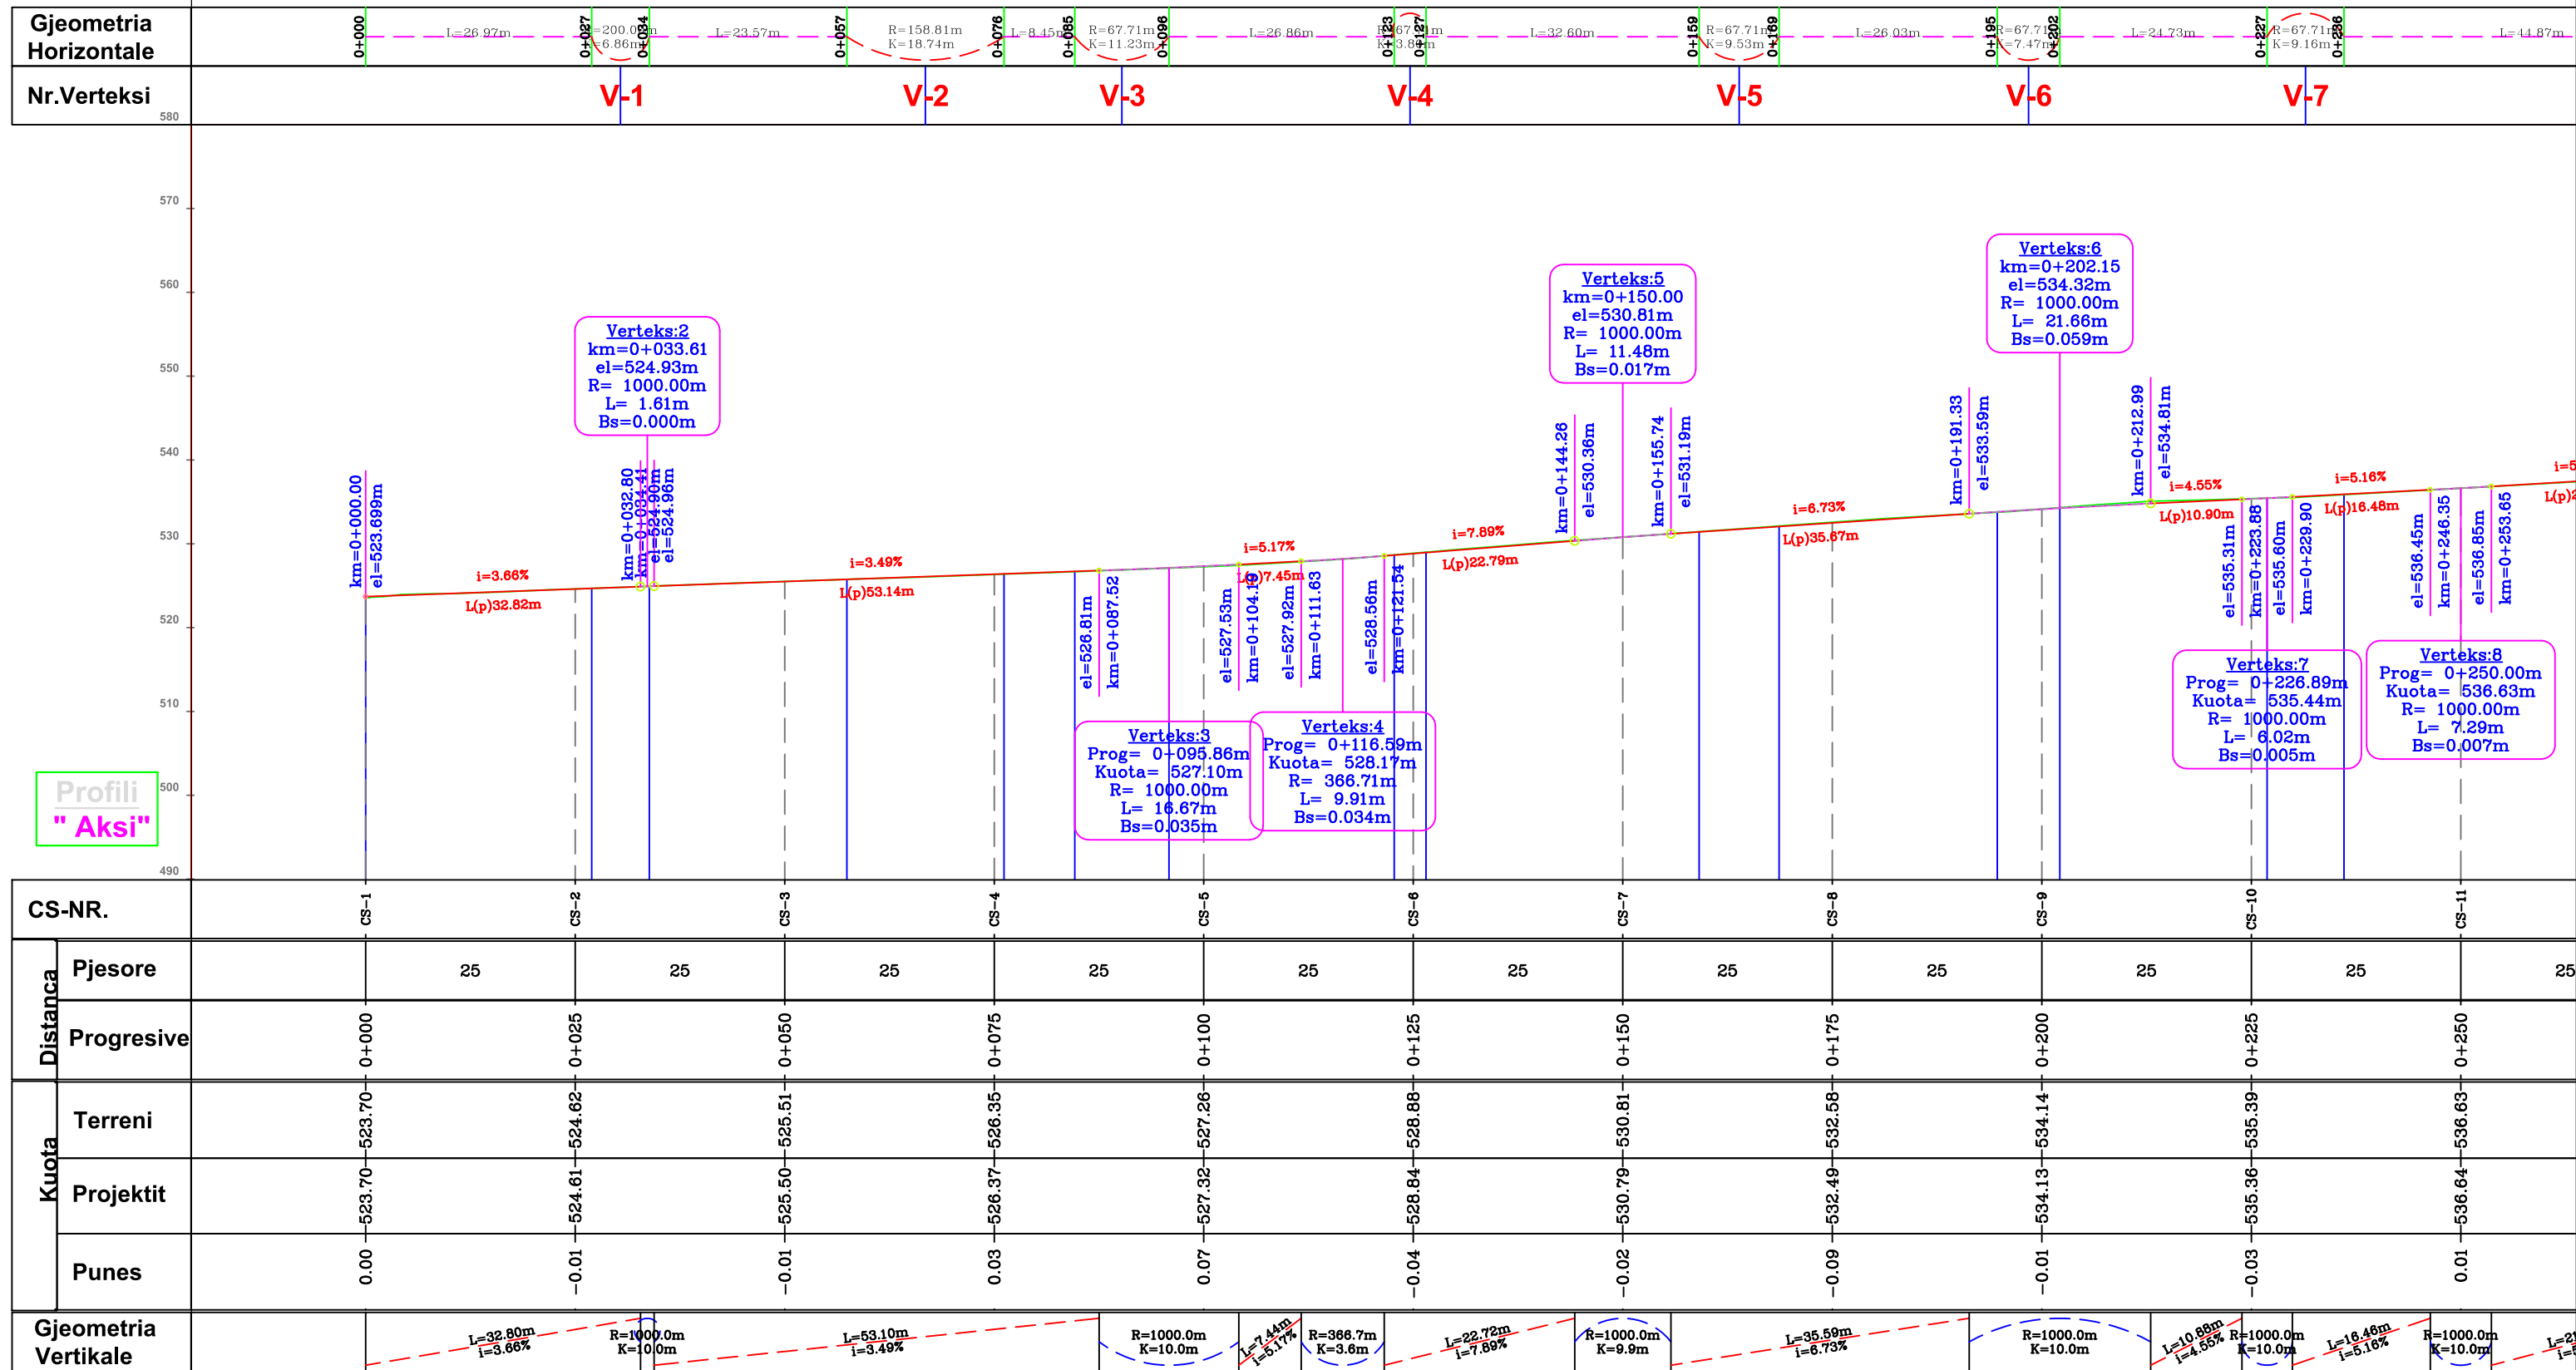 Gjeometria
Horizontale
0+000
L=26.97m
0+027
0+034
L=23.57m
0+057
R=158.81m
K=18.74m
0+076
L=8.45m
0+085
R=67.71m
K=11.23m
0+096
L=26.86m
0+123
0+127
L=32.60m
0+159
R=67.71m
K=9.53m
0+169
L=26.03m
0+195
R=67.71m
K=7.47m
0+202
L=24.73m
0+227
R=67.71m
K=9.16m
0+236
L=44.87m
Nr.Verteksi
V-1
V-2
V-3
V-4
V-5
V-6
V-7
580
570
560
550
540
530
520
510
500
490
Verteks:2
km=0+033.61
el=524.93m
R= 1000.00m
L= 1.61m
Bs=0.000m
Verteks:5
km=0+150.00
el=530.81m
R= 1000.00m
L= 11.48m
Bs=0.017m
Verteks:6
km=0+202.15
el=534.32m
R= 1000.00m
L= 21.66m
Bs=0.059m
km=0+000.00
el=523.699m
km=0+032.80
km=0+034.41
el=524.90m
el=524.96m
km=0+144.26
el=530.36m
km=0+155.74
el=531.19m
km=0+191.33
el=533.59m
km=0+212.99
el=534.81m
i=3.66%
L(p)32.82m
i=3.49%
L(p)53.14m
i=5.17%
L(p)7.45m
i=7.89%
L(p)22.79m
i=6.73%
L(p)35.67m
i=4.55%
L(p)10.90m
i=5.16%
L(p)16.48m
el=526.81m
km=0+087.52
el=527.53m
km=0+104.19
el=527.92m
km=0+111.63
el=528.56m
km=0+121.54
el=535.31m
km=0+223.88
el=535.60m
km=0+229.90
el=536.45m
km=0+246.35
el=536.85m
km=0+253.65
Verteks:3
Prog= 0+095.86m
Kuota= 527.10m
R= 1000.00m
L= 16.67m
Bs=0.035m
Verteks:4
Prog= 0+116.59m
Kuota= 528.17m
R= 366.71m
L= 9.91m
Bs=0.034m
Verteks:7
Prog= 0+226.89m
Kuota= 535.44m
R= 1000.00m
L= 6.02m
Bs=0.005m
Verteks:8
Prog= 0+250.00m
Kuota= 536.63m
R= 1000.00m
L= 7.29m
Bs=0.007m
Profili
" Aksi"
CS-NR.
CS-1
CS-2
CS-3
CS-4
CS-5
CS-6
CS-7
CS-8
CS-9
CS-10
CS-11
Distanca
Pjesore
25 25 25 25 25 25 25 25 25 25 25
Progresive
0+000 0+025 0+050 0+075 0+100 0+125 0+150 0+175 0+200 0+225 0+250
Kuota
Terreni
523.70 524.62 525.51 526.35 527.26 528.88 530.81 532.58 534.14 535.39 536.63
Projektit
523.70 524.61 525.50 526.37 527.32 528.84 530.79 532.49 534.13 535.36 536.64
Punes
0.00 -0.01 -0.01 0.03 0.07 -0.04 -0.02 -0.09 -0.01 -0.03 0.01
Gjeometria
Vertikale
L=32.80m
i=3.66%
R=1000.0m
K=10.0m
L=53.10m
i=3.49%
R=1000.0m
K=10.0m
L=7.44m
i=5.17%
R=366.7m
K=3.6m
L=22.72m
i=7.89%
R=1000.0m
K=9.9m
L=35.59m
i=6.73%
R=1000.0m
K=10.0m
L=10.88m
i=4.55%
R=1000.0m
K=10.0m
L=16.46m
i=5.16%
R=1000.0m
K=10.0m